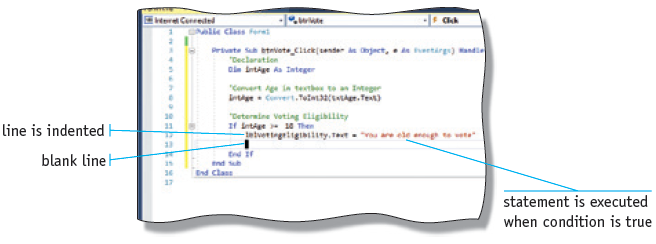 Internet Connected
btnVote
Click
1 Public Class Form1
2
3 Private Sub btnVote_Click(sender As Object, e As EventArgs) Handle
4 'Declaration
5 Dim intAge As Integer
6
7 'Convert Age in textbox to an Integer
8 intAge = Convert.ToInt32(txtAge.Text)
9
10 'Determine Voting Eligibility
11 If intAge >= 18 Then
line is indented
12 lblVotingEligibility.Text = "You are old enough to vote"
blank line
13
14 End If
15 End Sub
16 End Class
17
statement is executed
when condition is true